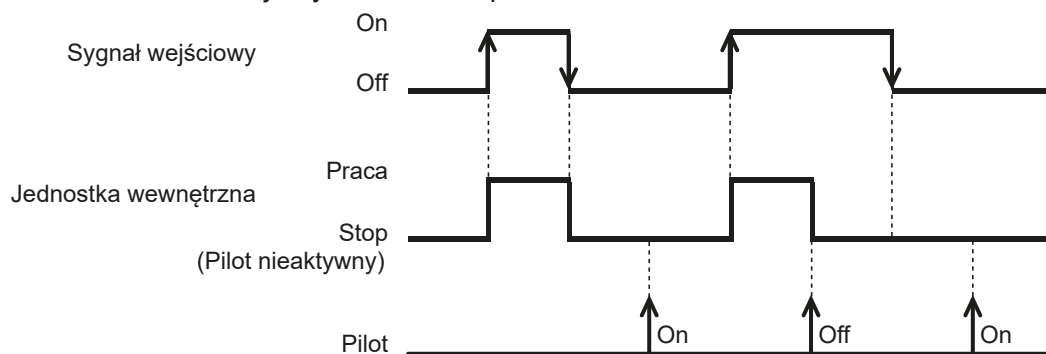 On
Sygnał wejściowy
Off
Praca
Jednostka wewnętrzna
Stop
(Pilot nieaktywny)
On
Off
On
Pilot